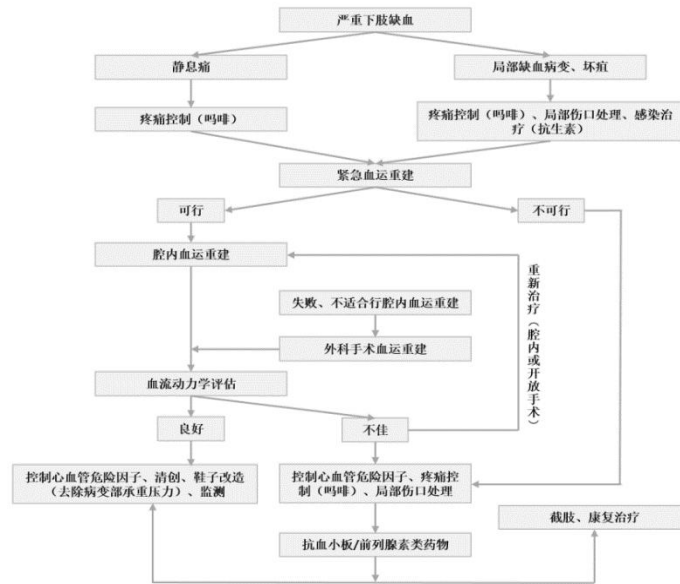 严重下肢缺血
静息痛
局部缺血病变、坏疽
疼痛控制（吗啡）
疼痛控制（吗啡）、局部伤口处理、感染治
疗（抗生素）
紧急血运重建
可行
不可行
腔内血运重建
重新治疗（腔内或开放手术）
失败、不适合行腔内血运重建
外科手术血运重建
血流动力学评估
良好
不佳
控制心血管危险因子、清创、鞋子改造
（去除病变部承重压力）、监测
控制心血管危险因子、疼痛控
制（吗啡）、局部伤口处理
截肢、康复治疗
抗血小板/前列腺素类药物